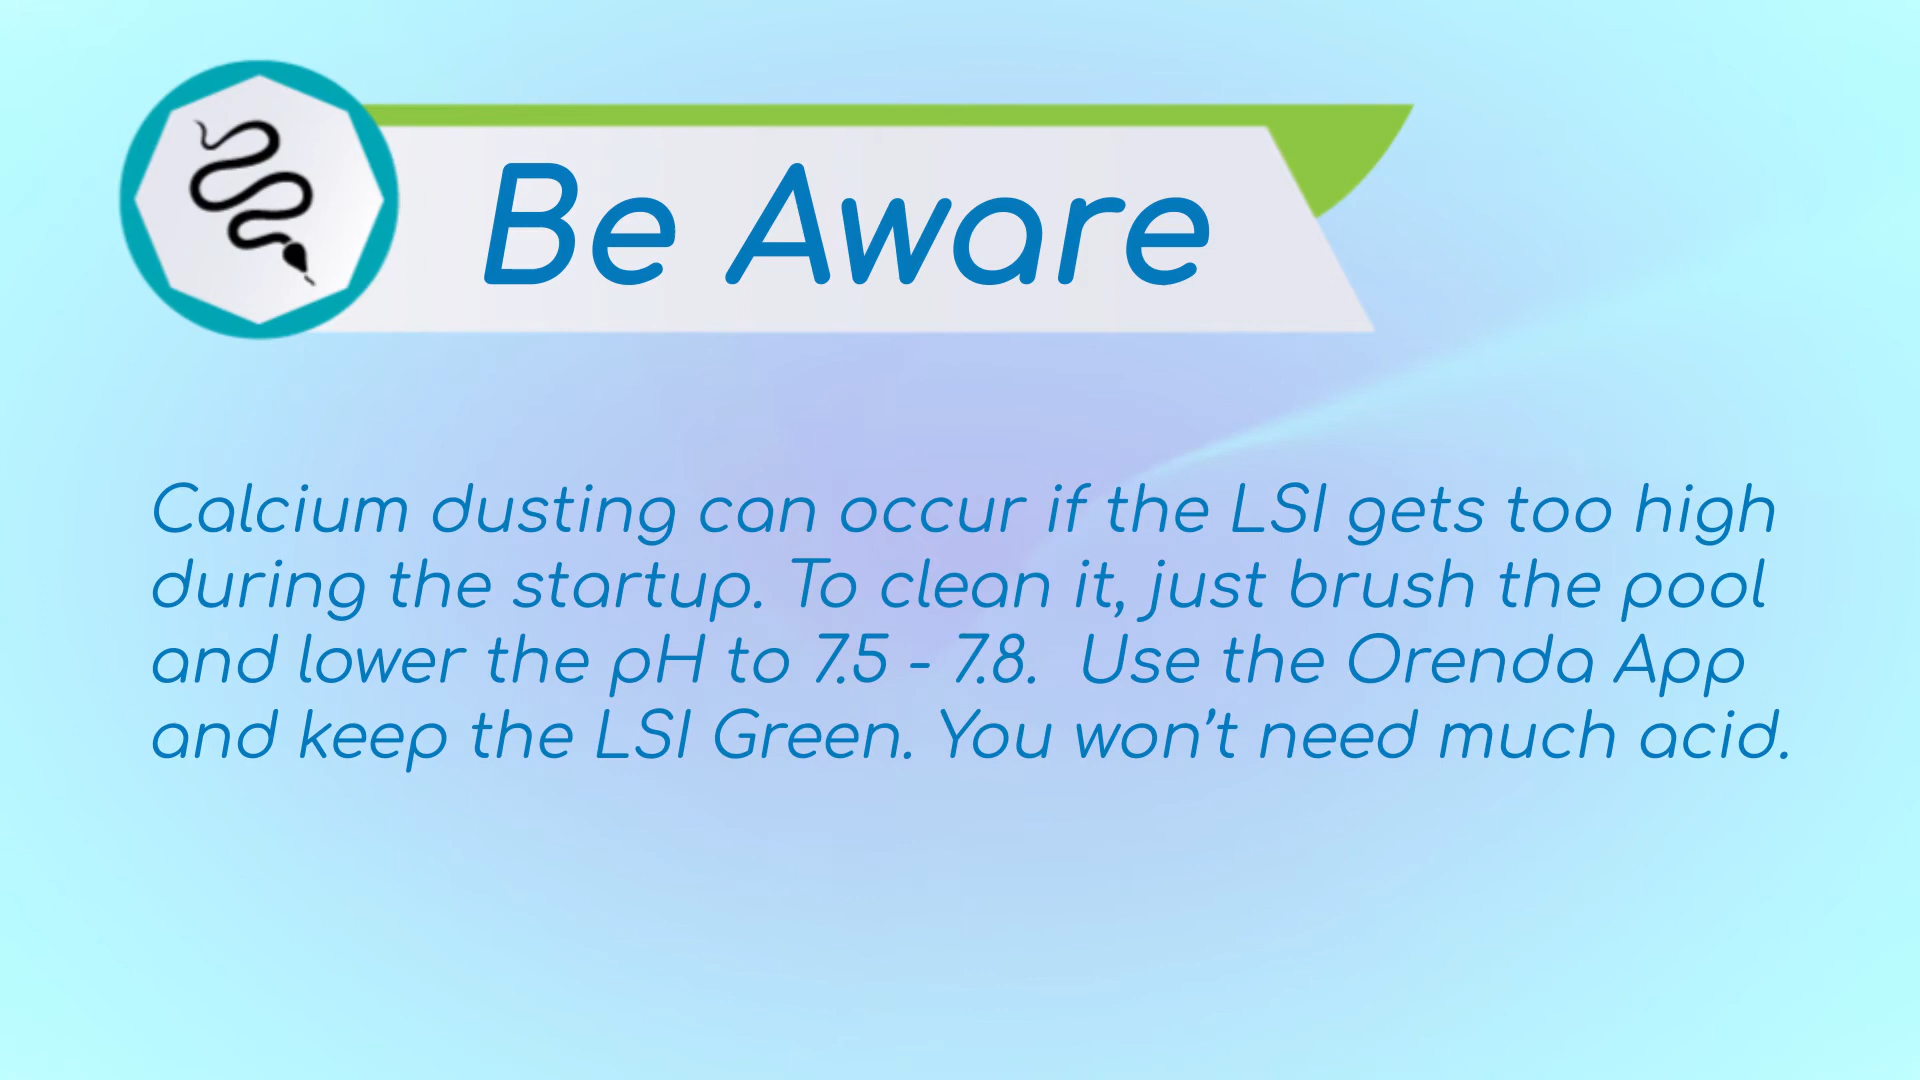 Be Aware
Calcium dusting can occur if the LSI gets too high
during the startup. To clean it, just brush the pool
and lower the pH to 7.5 - 7.8.  Use the Orenda App
and keep the LSI Green. You won’t need much acid.